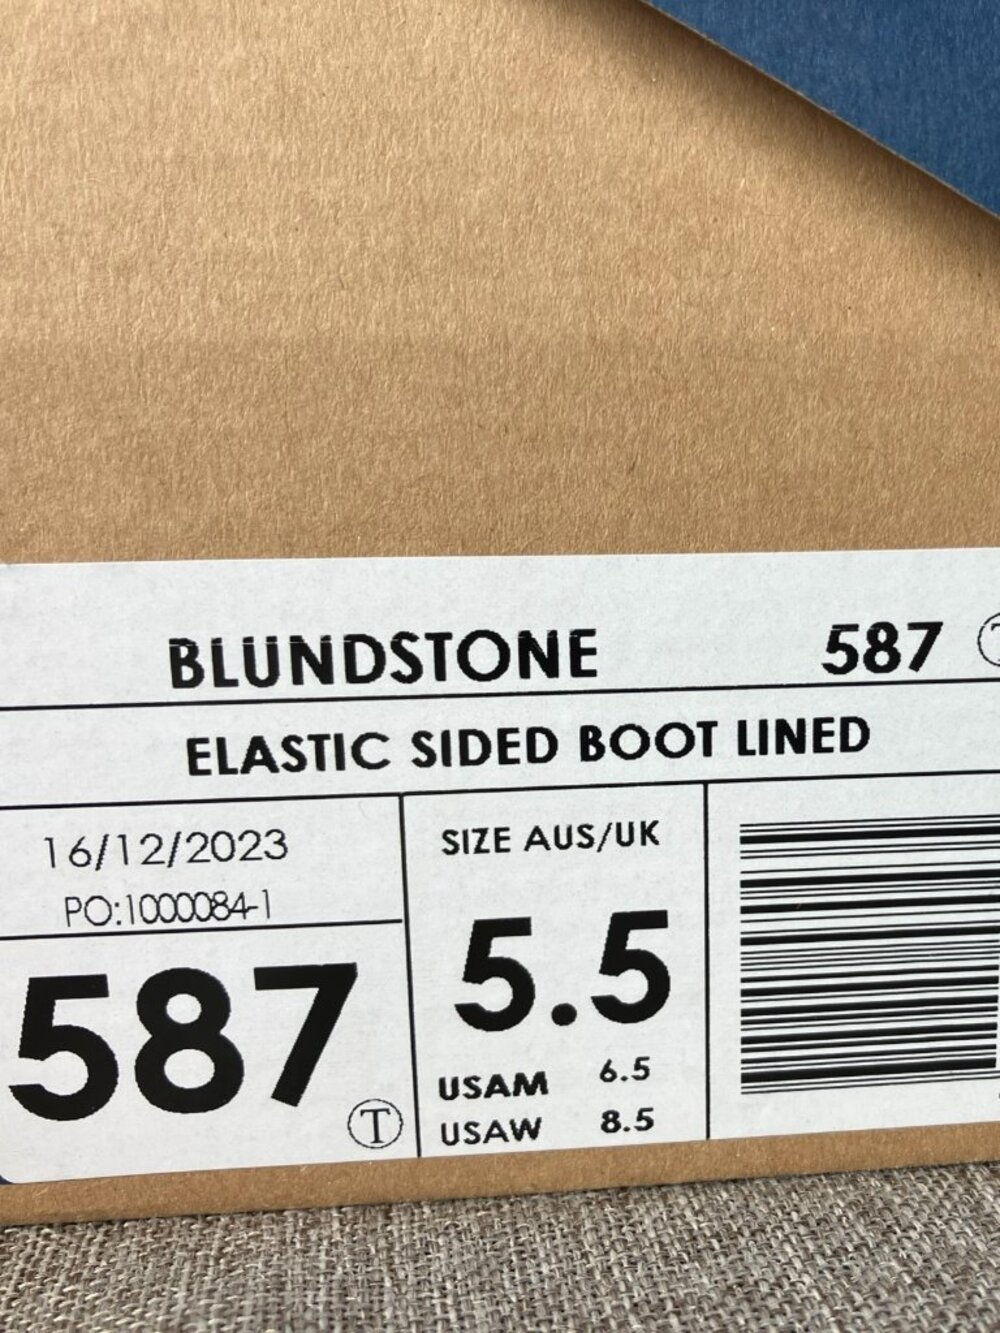 BLUNDSTONE 587 Ⓣ
ELASTIC SIDED BOOT LINED
16/12/2023
PO:1000084-1
587 Ⓣ
SIZE AUS/UK
5.5
USAM 6.5
USAW 8.5